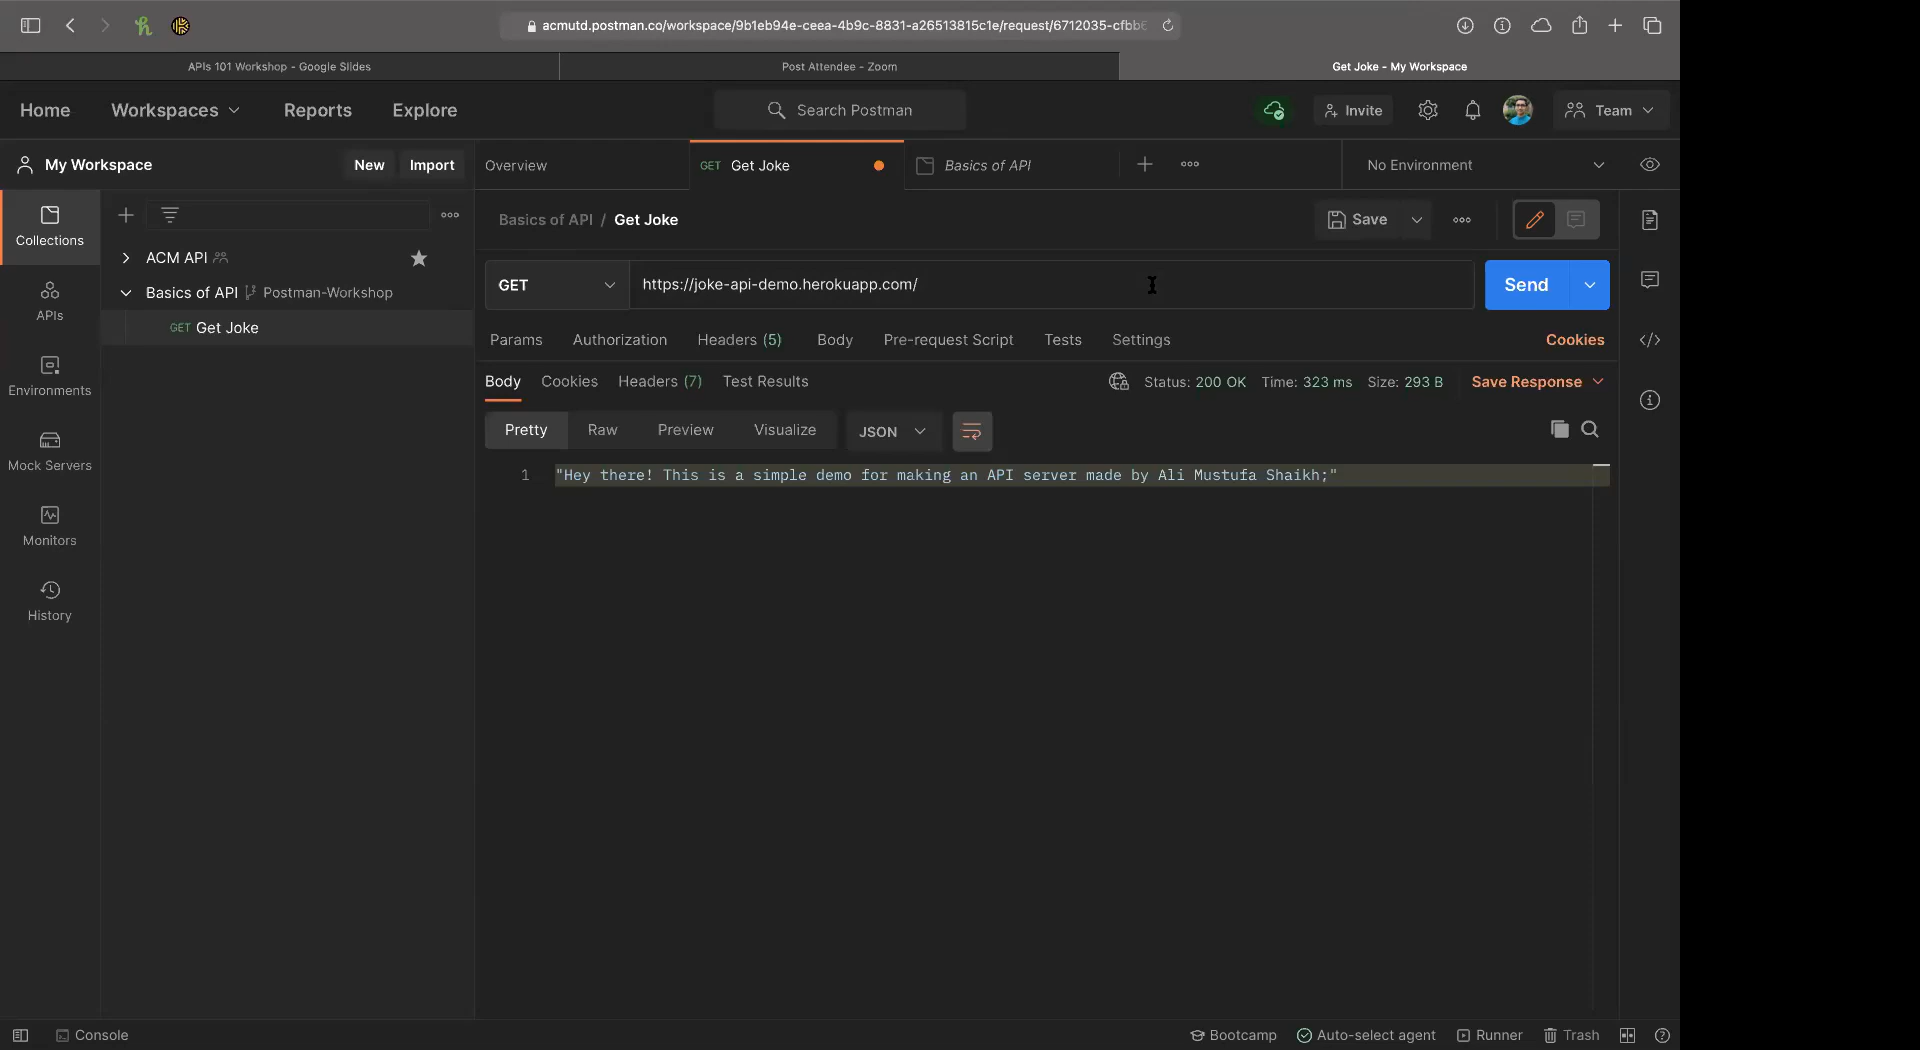 acmutd.postman.co/workspace/9b1eb94e-ceea-4b9c-8831-a26513815c1e/request/6712035-cfbb6
APIs 101 Workshop - Google Slides
Post Attendee - Zoom
Get Joke - My Workspace
Home
Workspaces
Reports
Explore
Search Postman
Invite
Team
My Workspace
New
Import
Overview
GET Get Joke
Basics of API
No Environment
Collections
APIs
Environments
Mock Servers
Monitors
History
ACM API
Basics of API Postman-Workshop
GET Get Joke
Basics of API / Get Joke
Save
GET
https://joke-api-demo.herokuapp.com/
Send
Params
Authorization
Headers (5)
Body
Pre-request Script
Tests
Settings
Cookies
Body
Cookies
Headers (7)
Test Results
Status: 200 OK
Time: 323 ms
Size: 293 B
Save Response
Pretty
Raw
Preview
Visualize
JSON
1 "Hey there! This is a simple demo for making an API server made by Ali Mustufa Shaikh;"
Console
Bootcamp
Auto-select agent
Runner
Trash